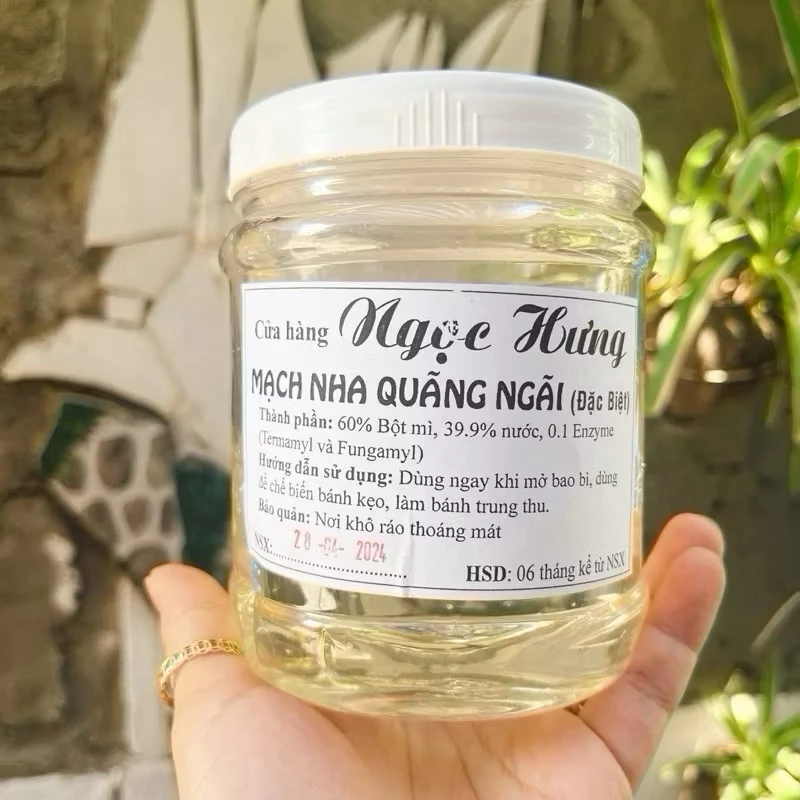 Cửa hàng Ngọc Hưng
MẠCH NHA QUÃNG NGÃI (Đặc Biệt)
Thành phần: 60% Bột mì, 39.9% nước, 0.1 Enzyme
(Termamyl và Fungamyl)
Hướng dẫn sử dụng: Dùng ngay khi mở bao bì, dùng
để chế biến bánh kẹo, làm bánh trung thu.
Bảo quản: Nơi khô ráo thoáng mát
NSX: 28 -04- 2024
HSD: 06 tháng kể từ NSX